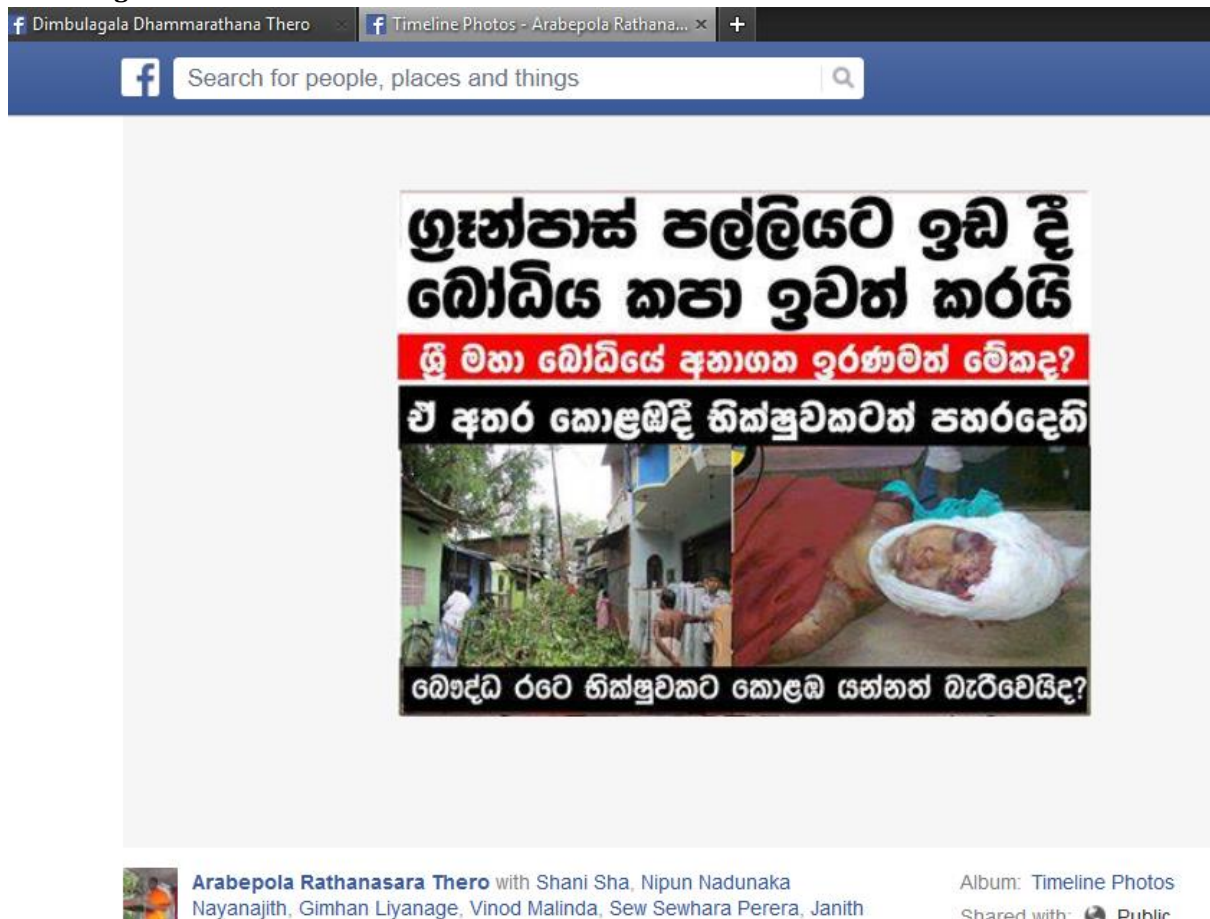 Dimbulagala Dhammarathana Thero
Timeline Photos - Arabepola Rathana...
Search for people, places and things
ග්‍රෑන්පාස් පල්ලියට ඉඩ දී
බෝධිය කපා ඉවත් කරයි
ශ්‍රී මහා බෝධියේ අනාගත ඉරණමත් මේකද?
ඒ අතර කොළඹදී භික්ෂුවකටත් පහරදෙති
බෞද්ධ රටෙ භික්ෂුවකට කොළඹ යන්නත් බැරිවෙයිද?
Arabepola Rathanasara Thero with Shani Sha, Nipun Nadunaka
Nayanajith, Gimhan Liyanage, Vinod Malinda, Sew Sewhara Perera, Janith
Album: Timeline Photos
Shared with: Public